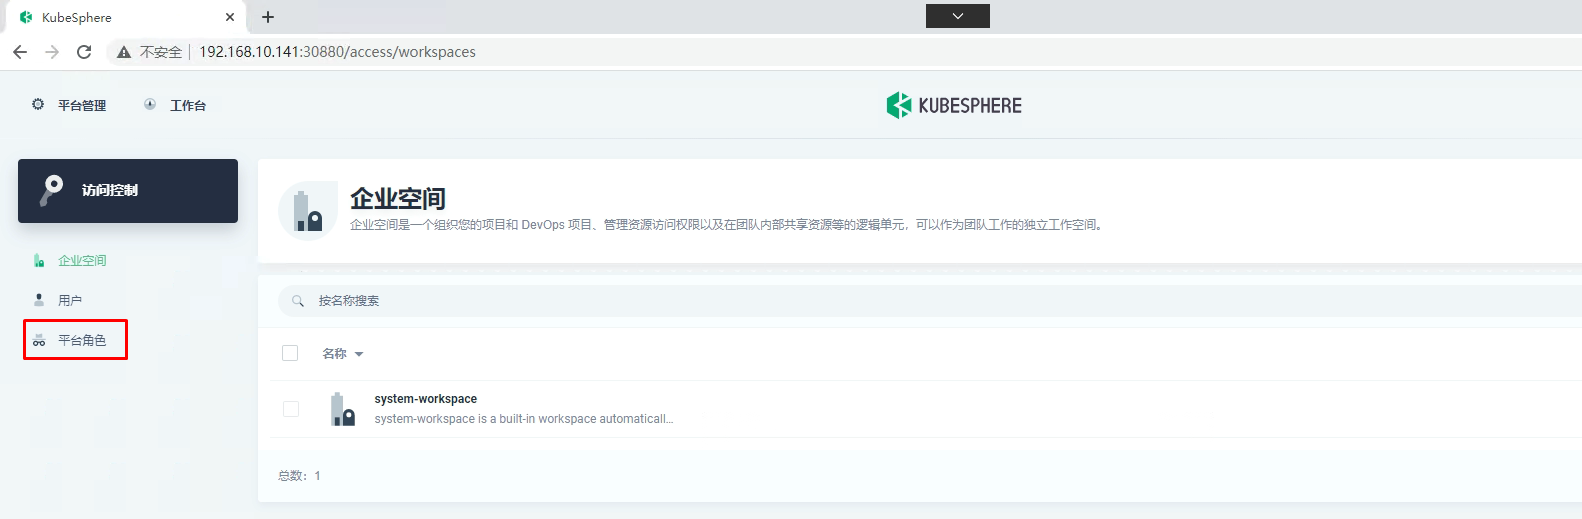 KubeSphere
不安全 192.168.10.141:30880/access/workspaces
平台管理 工作台
KUBESPHERE
访问控制
企业空间
用户
平台角色
企业空间
企业空间是一个组织您的项目和 DevOps 项目、管理资源访问权限以及在团队内部共享资源等的逻辑单元，可以作为团队工作的独立工作空间。
按名称搜索
名称
system-workspace
system-workspace is a built-in workspace automaticall...
总数：1